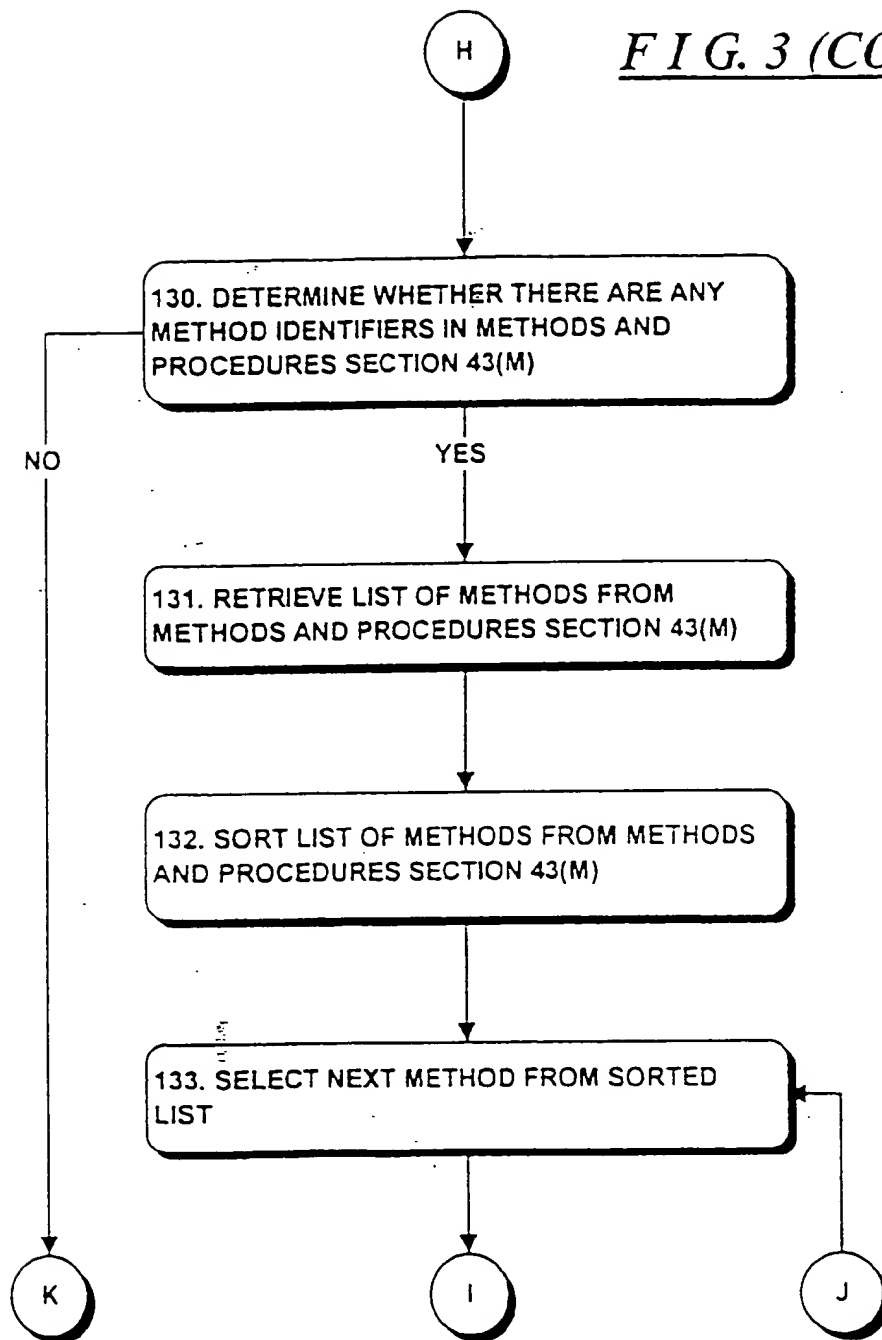 H
F I G. 3 (CO
130. DETERMINE WHETHER THERE ARE ANY
METHOD IDENTIFIERS IN METHODS AND
PROCEDURES SECTION 43(M)
NO
YES
131. RETRIEVE LIST OF METHODS FROM
METHODS AND PROCEDURES SECTION 43(M)
132. SORT LIST OF METHODS FROM METHODS
AND PROCEDURES SECTION 43(M)
133. SELECT NEXT METHOD FROM SORTED
LIST
K
I
J